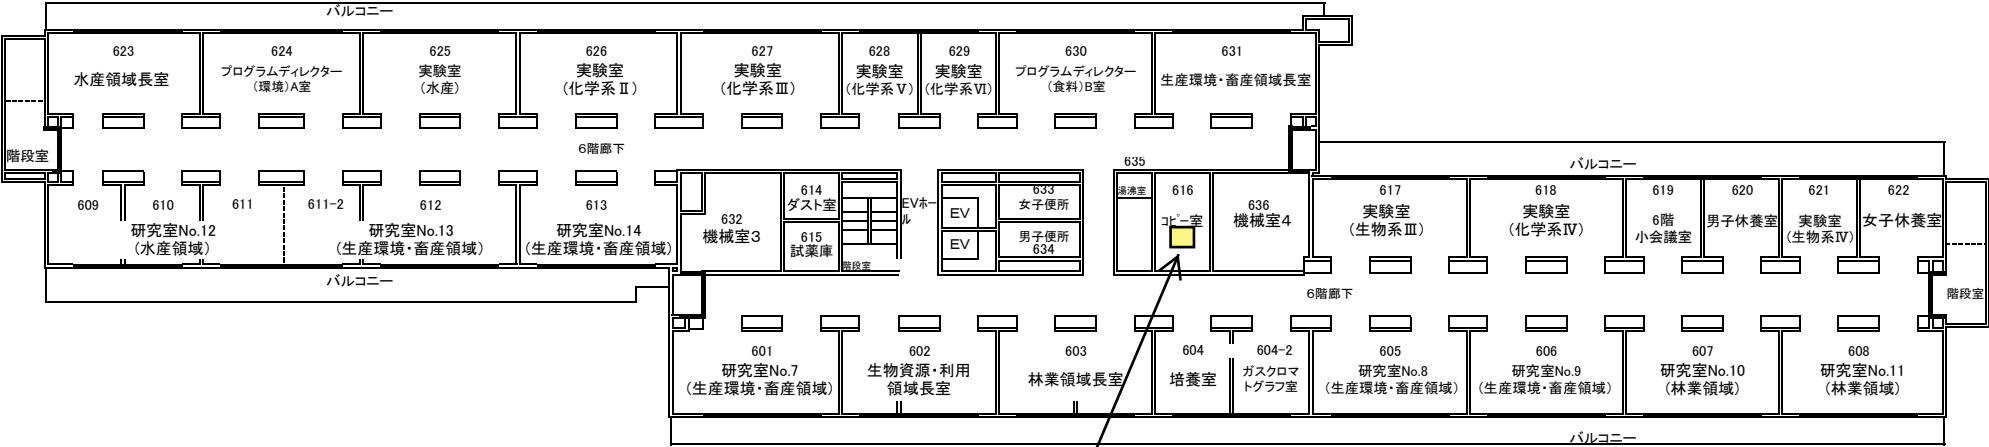 バルコニー
623
水産領域長室
624
プログラムディレクター
(環境)A室
625
実験室
(水産)
626
実験室
(化学系Ⅱ)
627
実験室
(化学系Ⅲ)
628
実験室
(化学系Ⅴ)
629
実験室
(化学系Ⅵ)
630
プログラムディレクター
(食料)B室
631
生産環境・畜産領域長室
階段室
6階廊下
609
610
研究室No.12
(水産領域)
611
611-2
612
研究室No.13
(生産環境・畜産領域)
613
研究室No.14
(生産環境・畜産領域)
632
機械室3
614
ダスト室
615
試薬庫
階段室
EVホー
ル
EV
EV
633
女子便所
男子便所
634
635
湯沸室
616
コピー室
636
機械室4
バルコニー
617
実験室
(生物系Ⅲ)
618
実験室
(化学系Ⅳ)
619
6階
小会議室
620
男子休養室
621
実験室
(生物系Ⅳ)
622
女子休養室
バルコニー
6階廊下
階段室
601
研究室No.7
(生産環境・畜産領域)
602
生物資源・利用
領域長室
603
林業領域長室
604
培養室
604-2
ガスクロマ
トグラフ室
605
研究室No.8
(生産環境・畜産領域)
606
研究室No.9
(生産環境・畜産領域)
607
研究室No.10
(林業領域)
608
研究室No.11
(林業領域)
バルコニー